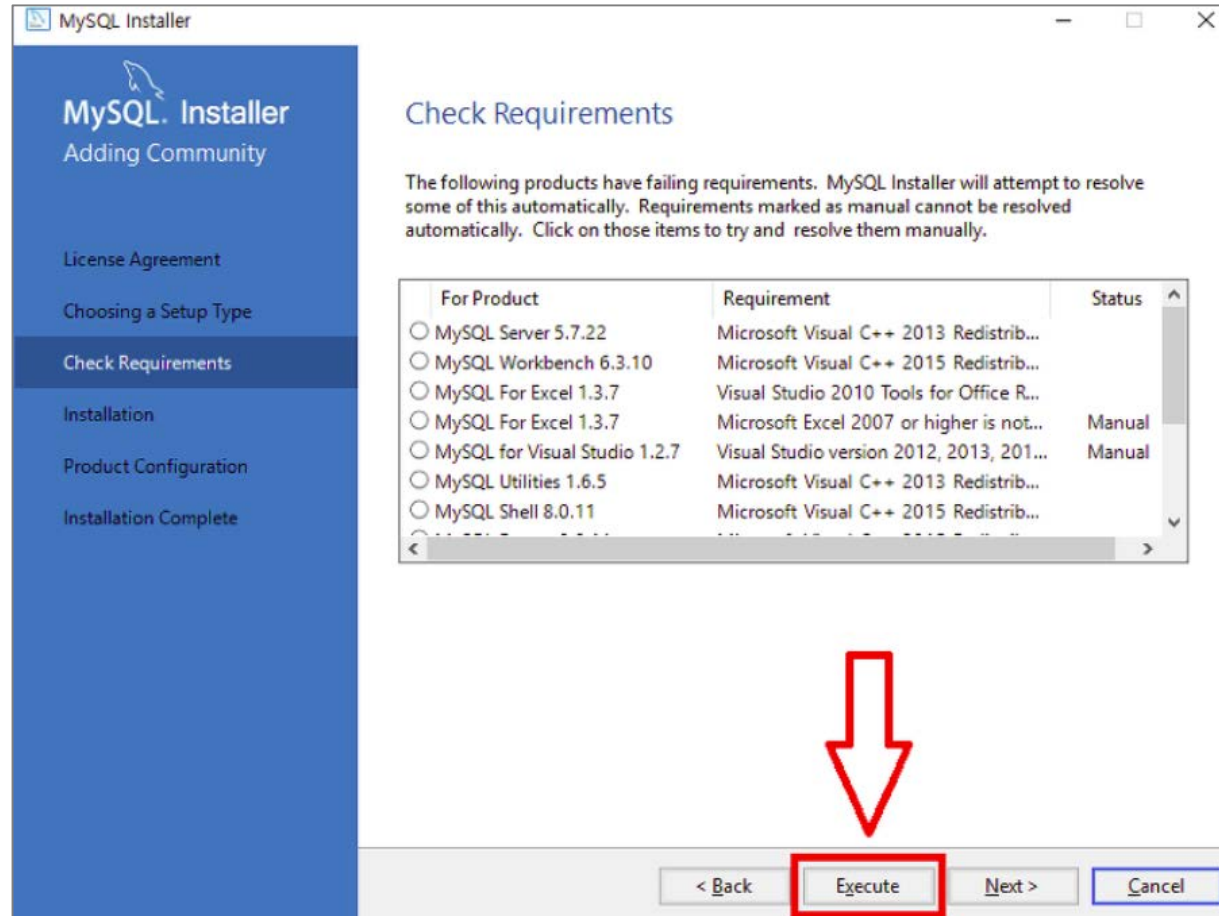 MySQL Installer
MySQL. Installer
Adding Community
License Agreement
Choosing a Setup Type
Check Requirements
Installation
Product Configuration
Installation Complete
Check Requirements
The following products have failing requirements. MySQL Installer will attempt to resolve
some of this automatically. Requirements marked as manual cannot be resolved
automatically. Click on those items to try and resolve them manually.
For Product Requirement Status
MySQL Server 5.7.22 Microsoft Visual C++ 2013 Redistrib...
MySQL Workbench 6.3.10 Microsoft Visual C++ 2015 Redistrib...
MySQL For Excel 1.3.7 Visual Studio 2010 Tools for Office R...
MySQL For Excel 1.3.7 Microsoft Excel 2007 or higher is not... Manual
MySQL for Visual Studio 1.2.7 Visual Studio version 2012, 2013, 201... Manual
MySQL Utilities 1.6.5 Microsoft Visual C++ 2013 Redistrib...
MySQL Shell 8.0.11 Microsoft Visual C++ 2015 Redistrib...
< Back Execute Next > Cancel